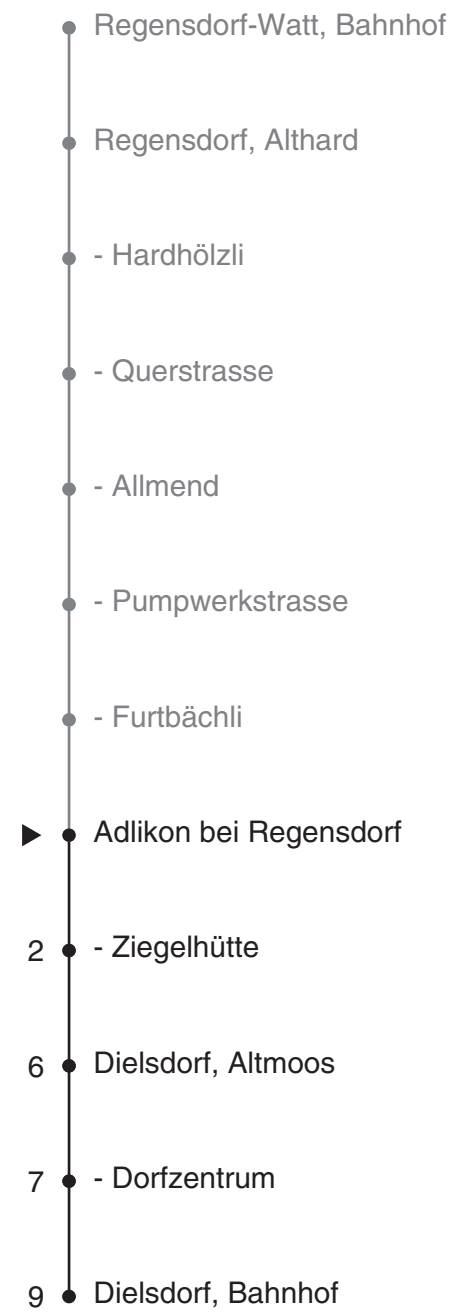 Regensdorf-Watt, Bahnhof
Regensdorf, Althard
- Hardhölzli
- Querstrasse
- Allmend
- Pumpwerkstrasse
- Furtbächli
Adlikon bei Regensdorf
2 - Ziegelhütte
6 Dielsdorf, Altmoos
7 - Dorfzentrum
9 Dielsdorf, Bahnhof